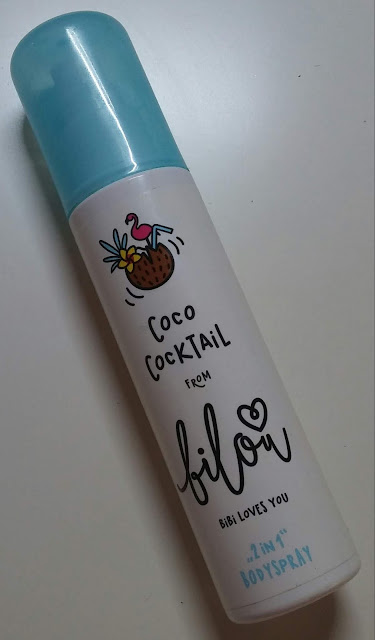 COCO
COCKTAiL
FROM
bilou
BiBi LOVES YOU
„2 iN 1“
BODYSPRAY